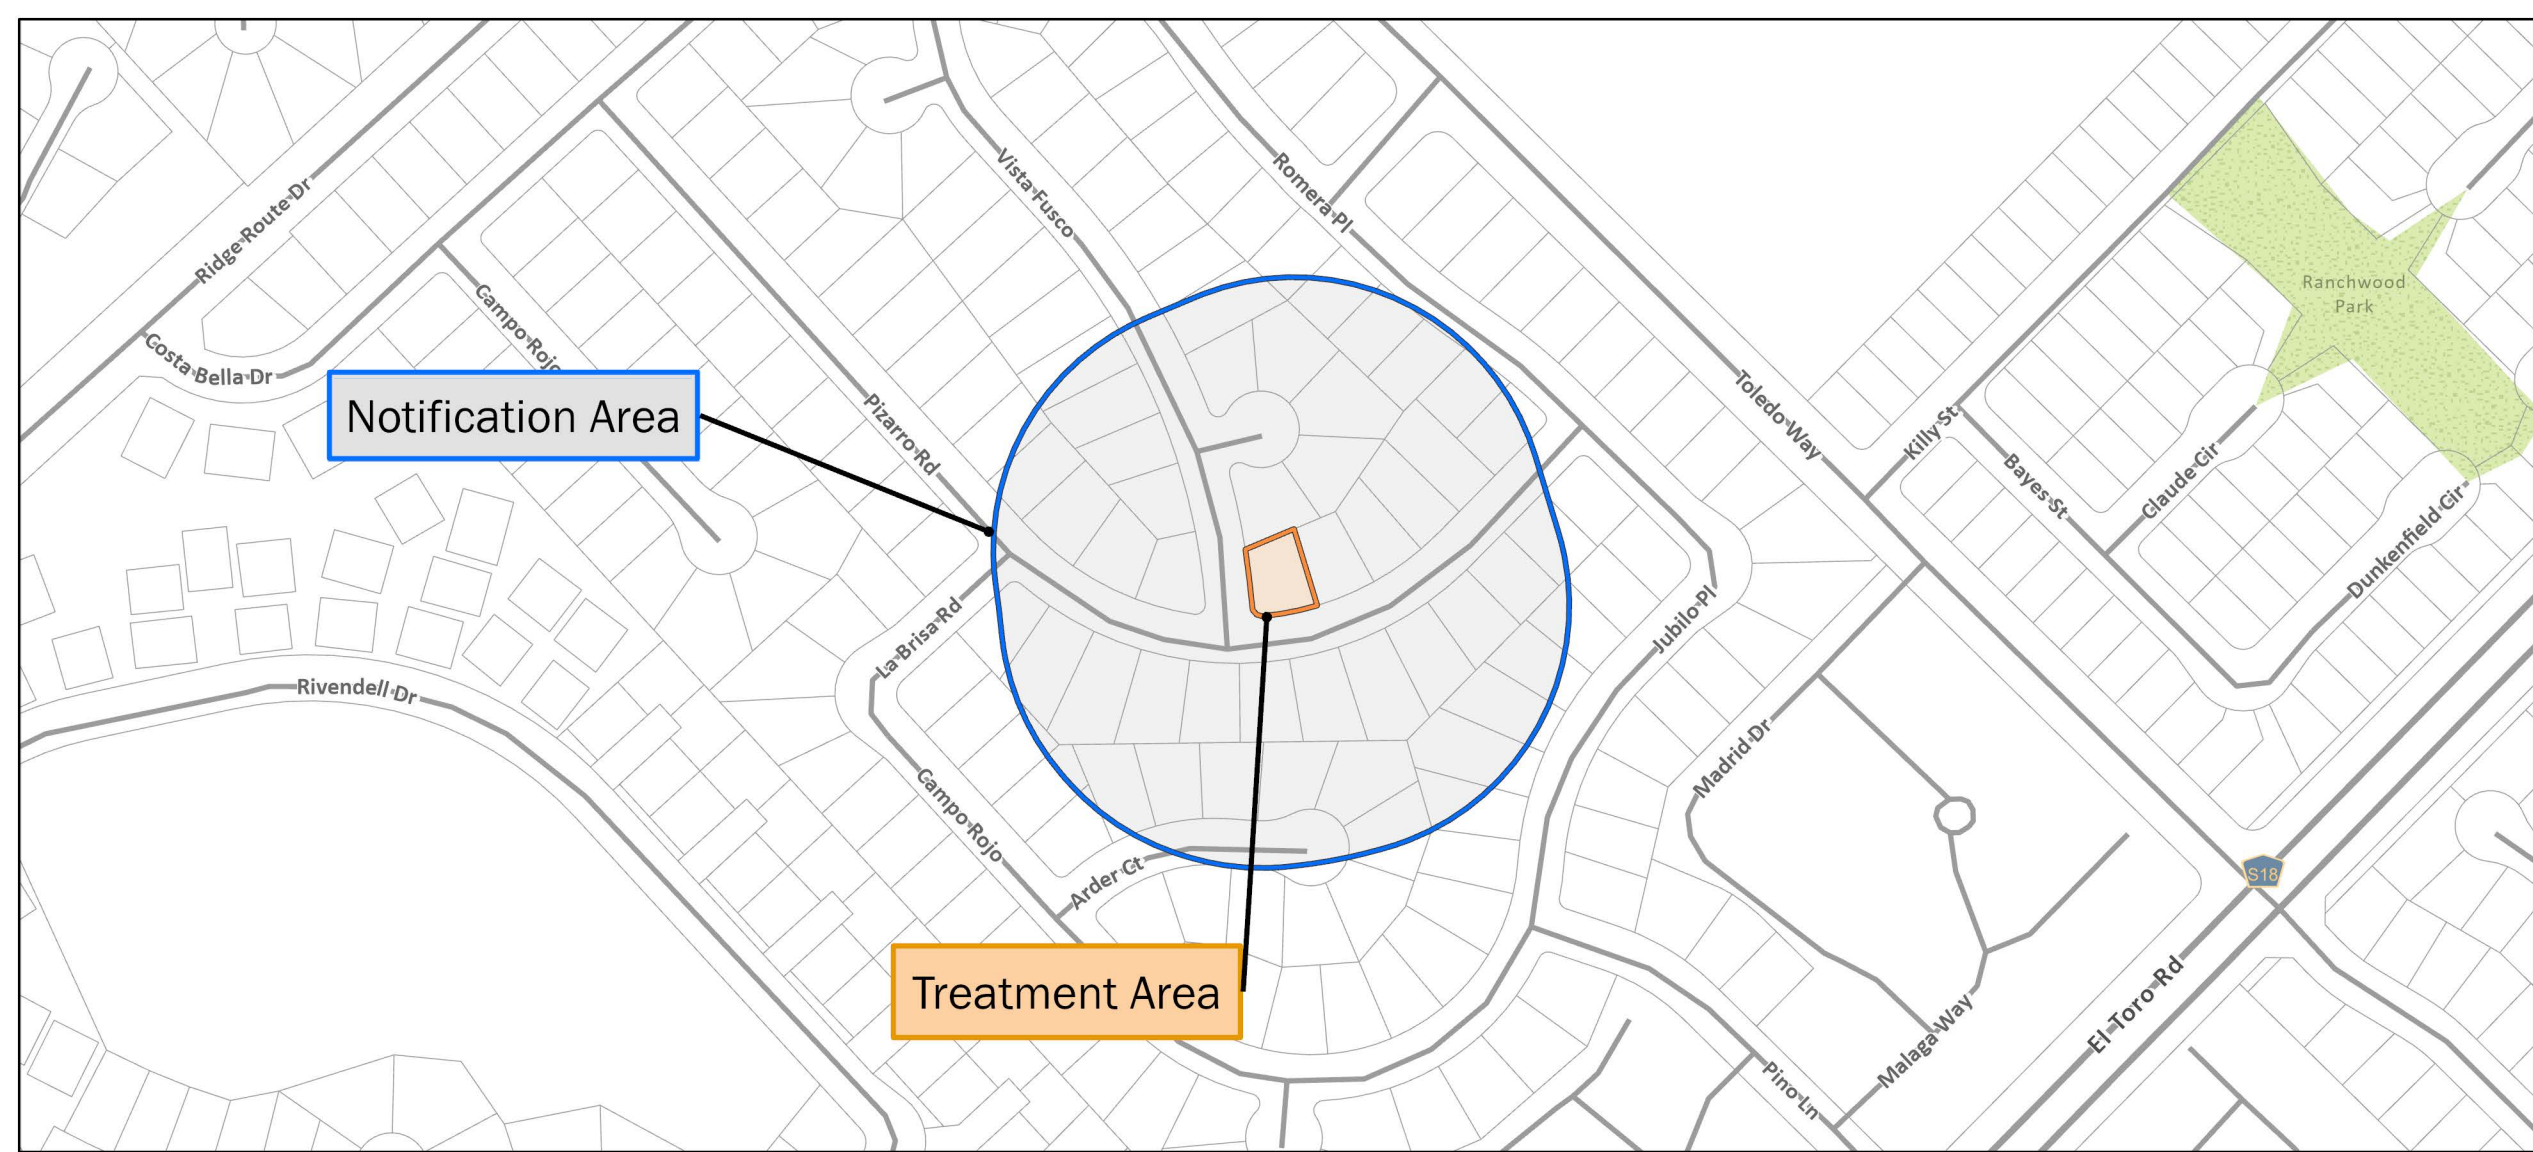 Vista Fusco
Romera Pl
Ridge Route Dr
Ranchwood
Park
Campo Rojo
Costa Bella Dr
Notification Area
Pizarro Rd
Toledo Way
Killy St
Bayes St
Claude Cir
Dunkenfield Cir
La Brisa Rd
Jubilo Pl
Rivendell Dr
Madrid Dr
Campo Rojo
Arder Ct
S18
Treatment Area
El Toro Rd
Malaga Way
Pino Ln